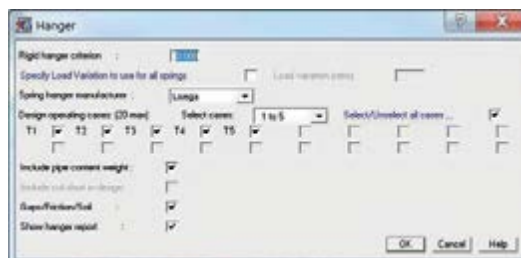 Hanger
Rigid hanger criterion :
Specify Load Variation to use for all springs Load variation
Spring hanger manufacturer : Lisega
Design operating cases (20 max) Select cases: 1 to 5 Select/Unselect all cases ...
T1 T2 T3 T4 T5
Include pipe content weight :
Include cut short in design :
Gaps/Friction/Soil :
Show hanger report :
OK Cancel Help